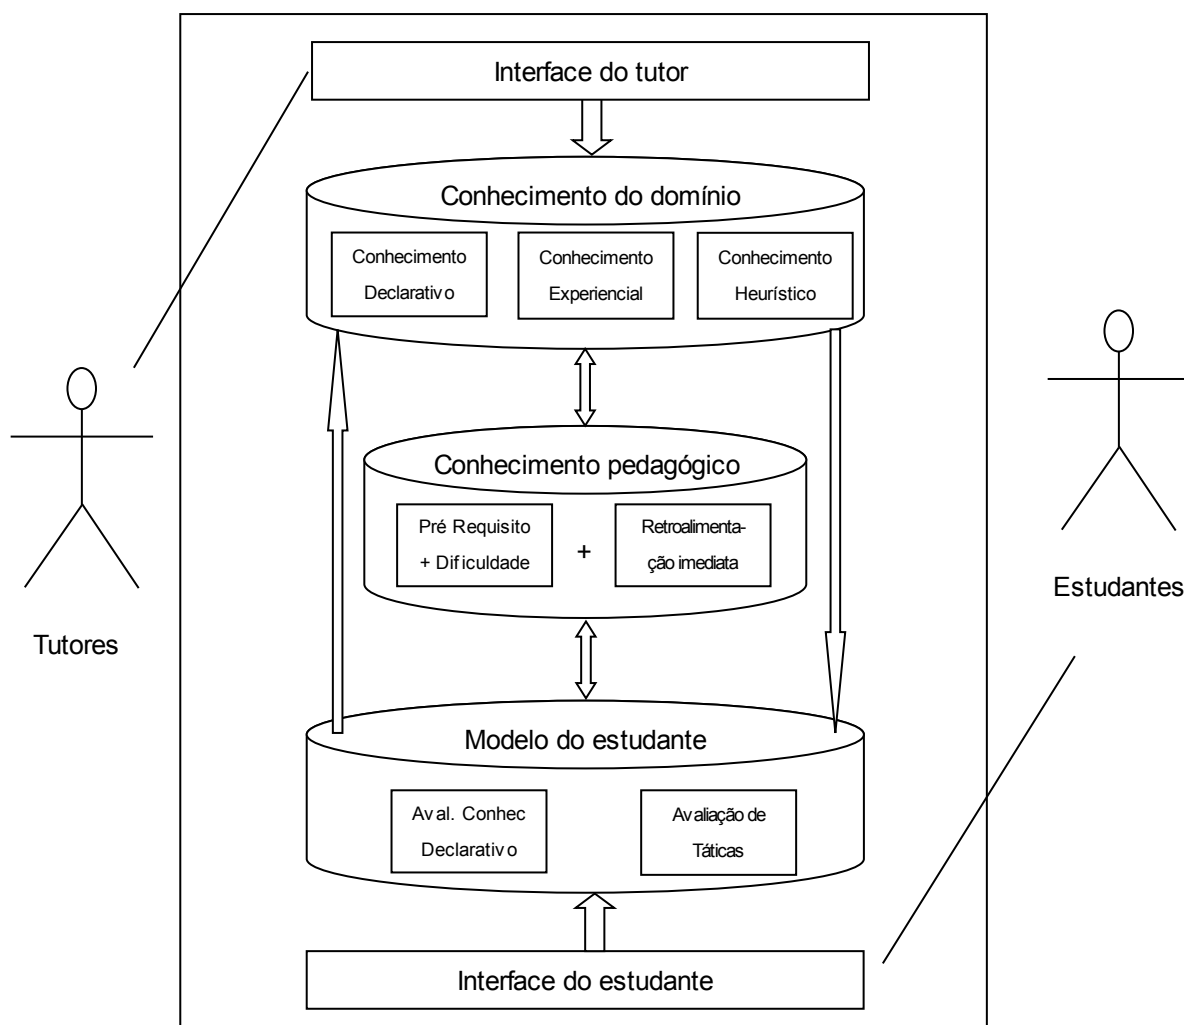 Interface do tutor
Conhecimento do domínio
Conhecimento
Declarativo
Conhecimento
Experiencial
Conhecimento
Heurístico
Conhecimento pedagógico
Pré Requisito
+ Dificuldade
+
Retroalimenta-
ção imediata
Tutores
Estudantes
Modelo do estudante
Aval. Conhec
Declarativo
Avaliação de
Táticas
Interface do estudante